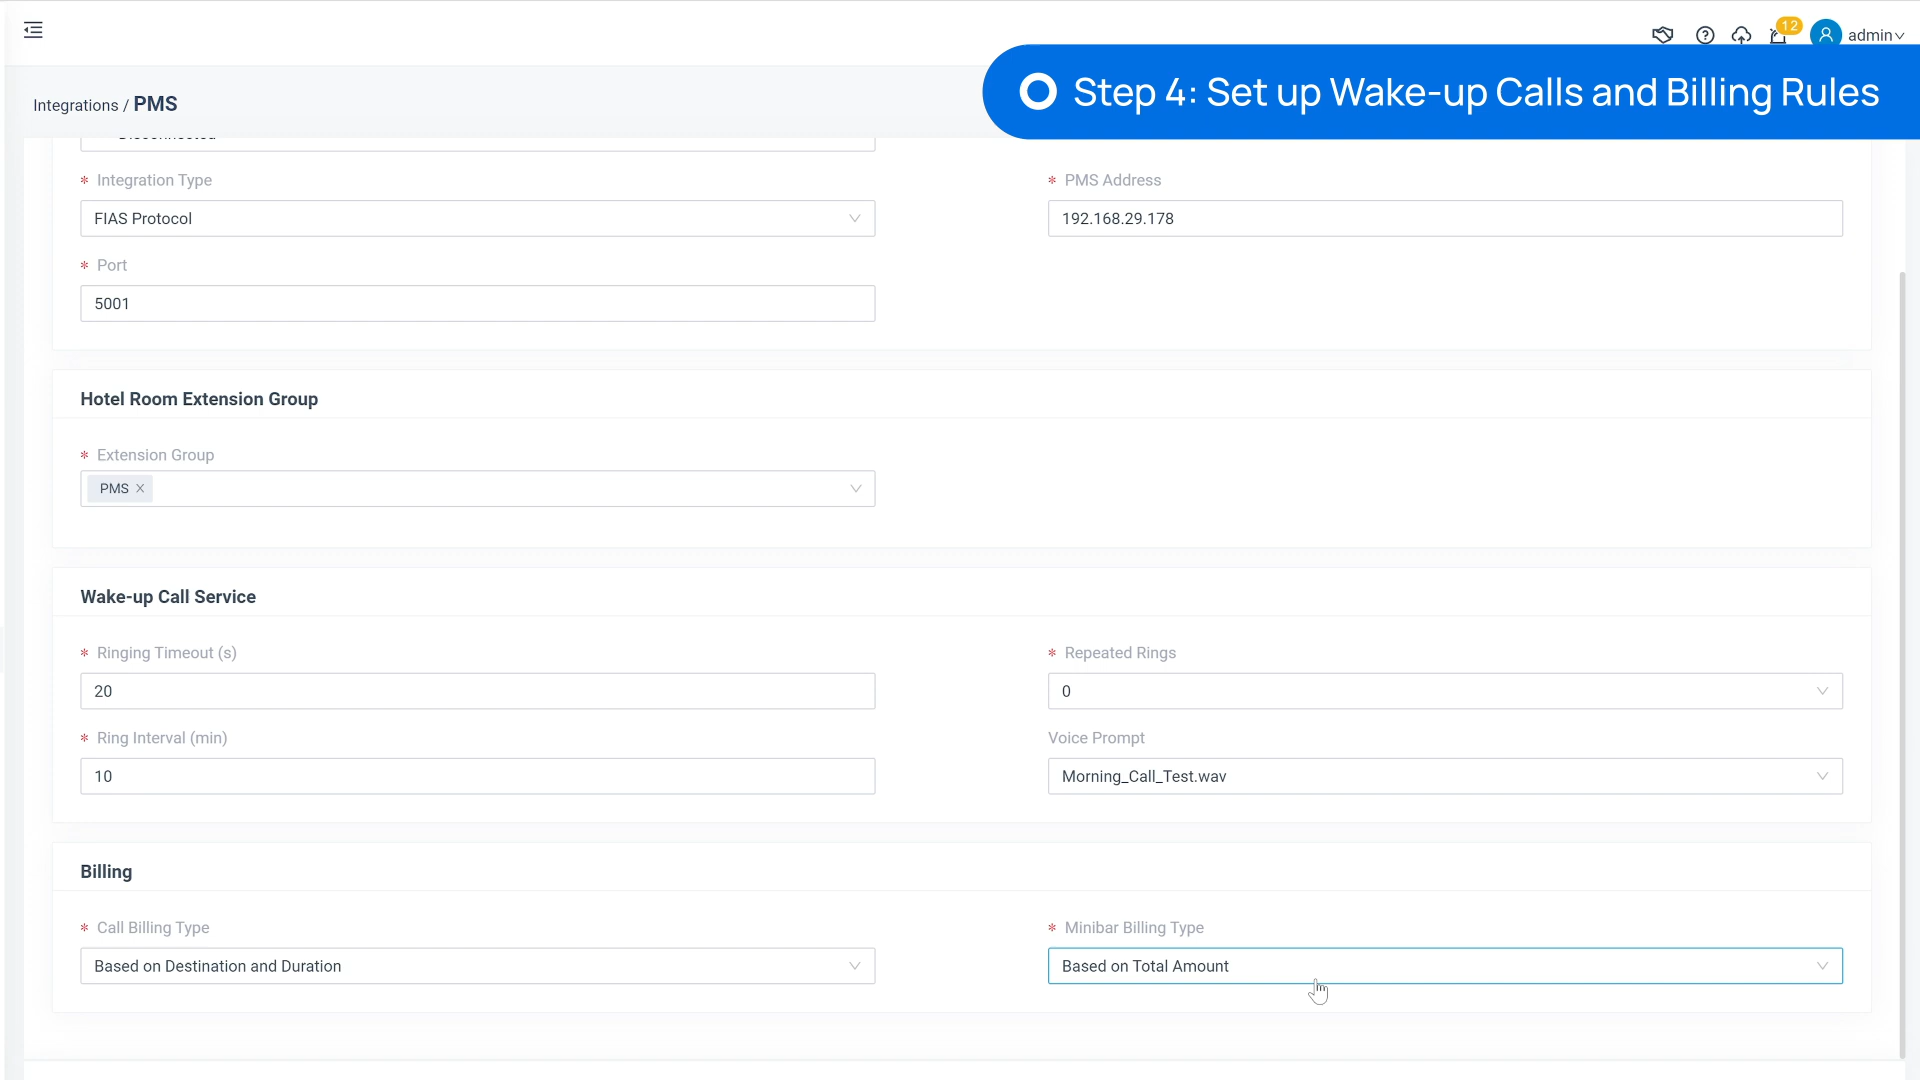 12
admin
Step 4: Set up Wake-up Calls and Billing Rules
Integrations / PMS
Disconnected
* Integration Type
* PMS Address
FIAS Protocol
192.168.29.178
* Port
5001
Hotel Room Extension Group
* Extension Group
PMS
Wake-up Call Service
* Ringing Timeout (s)
* Repeated Rings
20
0
* Ring Interval (min)
Voice Prompt
10
Morning_Call_Test.wav
Billing
* Call Billing Type
* Minibar Billing Type
Based on Destination and Duration
Based on Total Amount